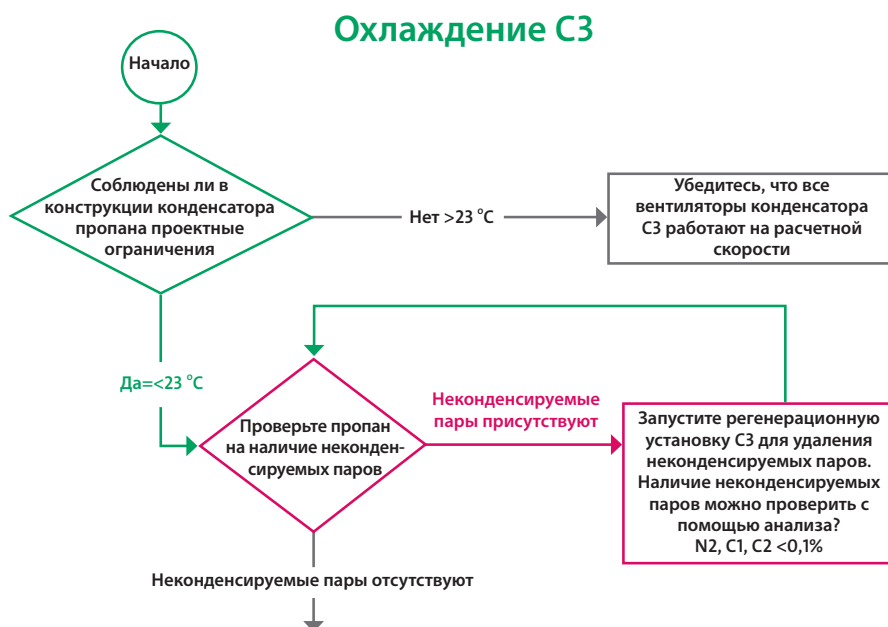 Охлаждение С3
Начало
Соблюдены ли в
конструкции конденсатора
пропана проектные
ограничения
Нет >23 °C
Убедитесь, что все
вентиляторы конденсатора
С3 работают на расчетной
скорости
Да=<23 °C
Проверьте пропан
на наличие неконден-
сируемых паров
Неконденсируемые
пары присутствуют
Запустите регенерационную
установку С3 для удаления
неконденсируемых паров.
Наличие неконденсируемых
паров можно проверить с
помощью анализа?
N2, C1, C2 <0,1%
Неконденсируемые пары отсутствуют